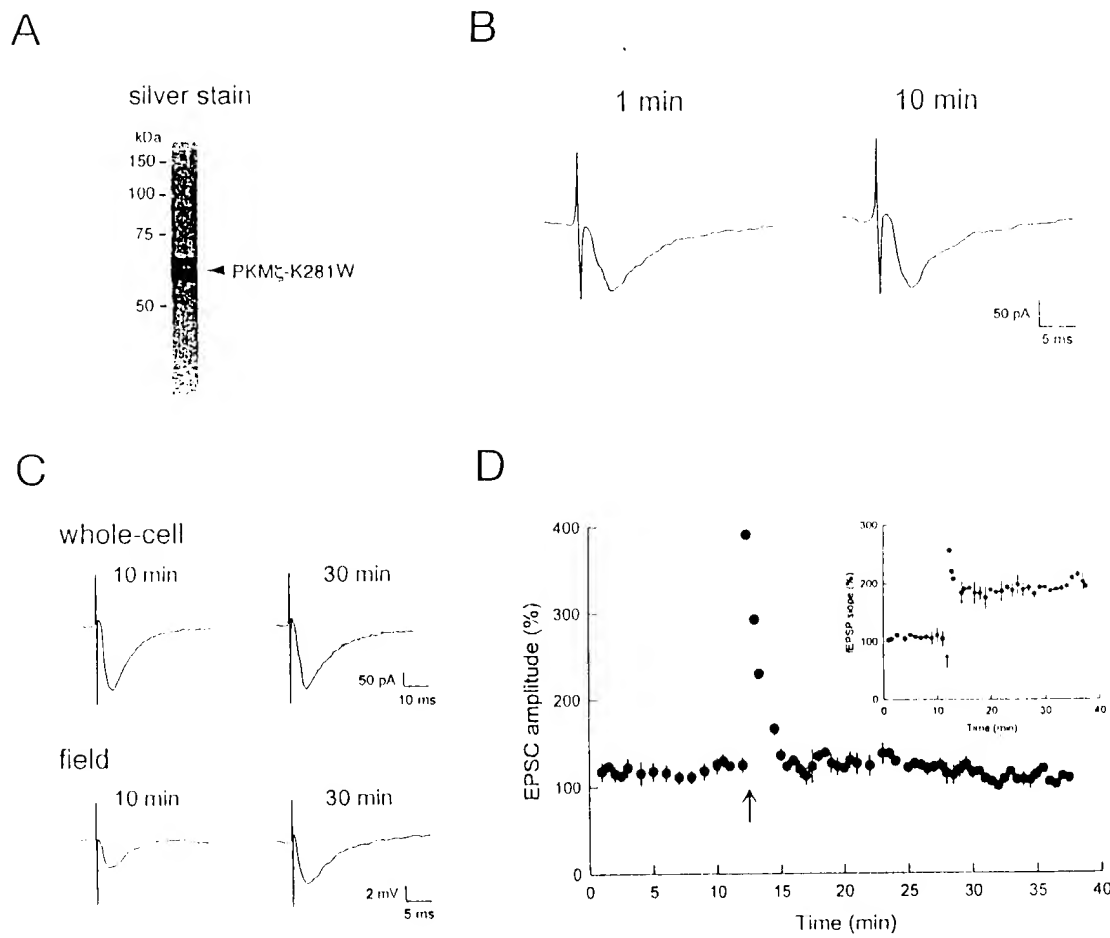 A
silver stain
kDa
150
100
75
PKMζ-K281W
50
B
1 min
10 min
50 pA
5 ms
C
whole-cell
10 min
30 min
50 pA
10 ms
field
10 min
30 min
2 mV
5 ms
D
EPSC amplitude (%)
400
300
200
100
0
0 5 10 15 20 25 30 35 40
Time (min)
fEPSP slope (%)
300
200
100
0
0 10 20 30 40
Time (min)